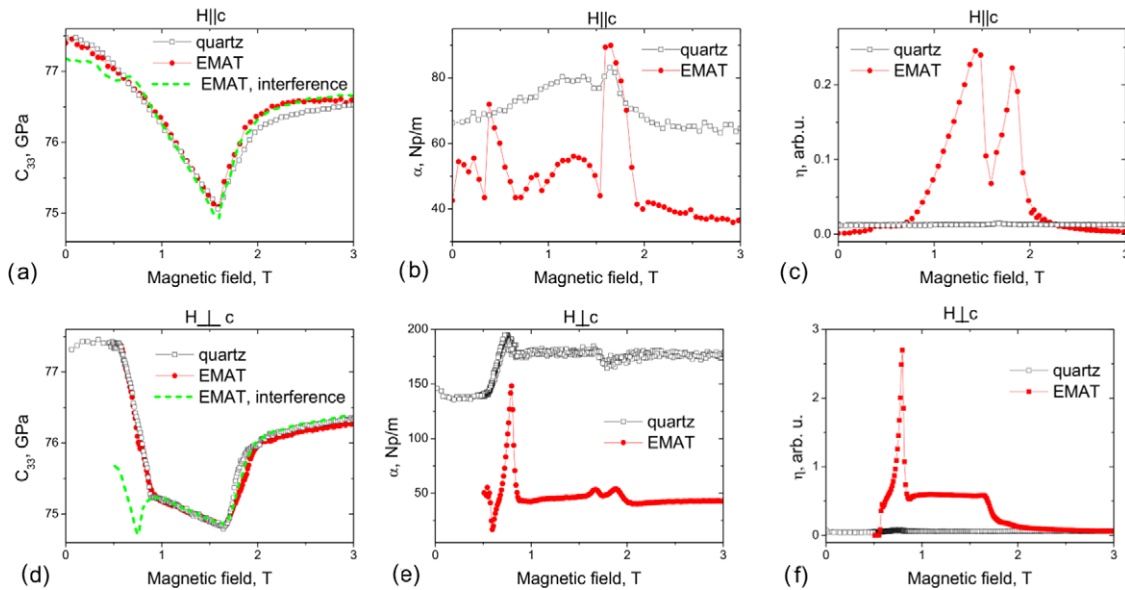 H||c
quartz
EMAT
EMAT, interference
C33, GPa
77
76
75
0
1
2
3
Magnetic field, T
(a)
H||c
quartz
EMAT
α, Np/m
80
60
40
0
1
2
3
Magnetic field, T
(b)
H||c
quartz
EMAT
η, arb.u.
0.2
0.1
0.0
0
1
2
3
Magnetic field, T
(c)
H⊥c
quartz
EMAT
EMAT, interference
C33, GPa
77
76
75
0
1
2
3
Magnetic field, T
(d)
H⊥c
quartz
EMAT
α, Np/m
200
150
100
50
0
1
2
3
Magnetic field, T
(e)
H⊥c
quartz
EMAT
η, arb. u.
3
2
1
0
0
1
2
3
Magnetic field, T
(f)